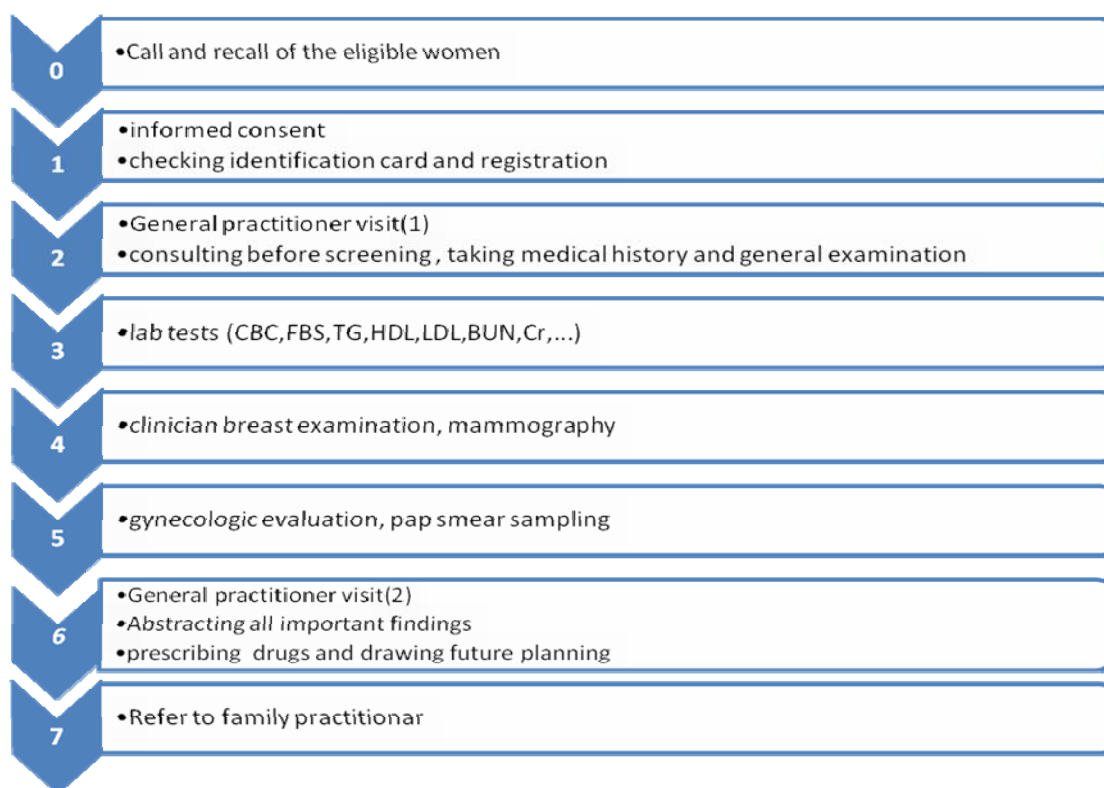 0
•Call and recall of the eligible women
1
•informed consent
•checking identification card and registration
2
•General practitioner visit(1)
•consulting before screening , taking medical history and general examination
3
•lab tests (CBC,FBS,TG,HDL,LDL,BUN,Cr,...)
4
•clinician breast examination, mammography
5
•gynecologic evaluation, pap smear sampling
6
•General practitioner visit(2)
•Abstracting all important findings
•prescribing drugs and drawing future planning
7
•Refer to family practitionar